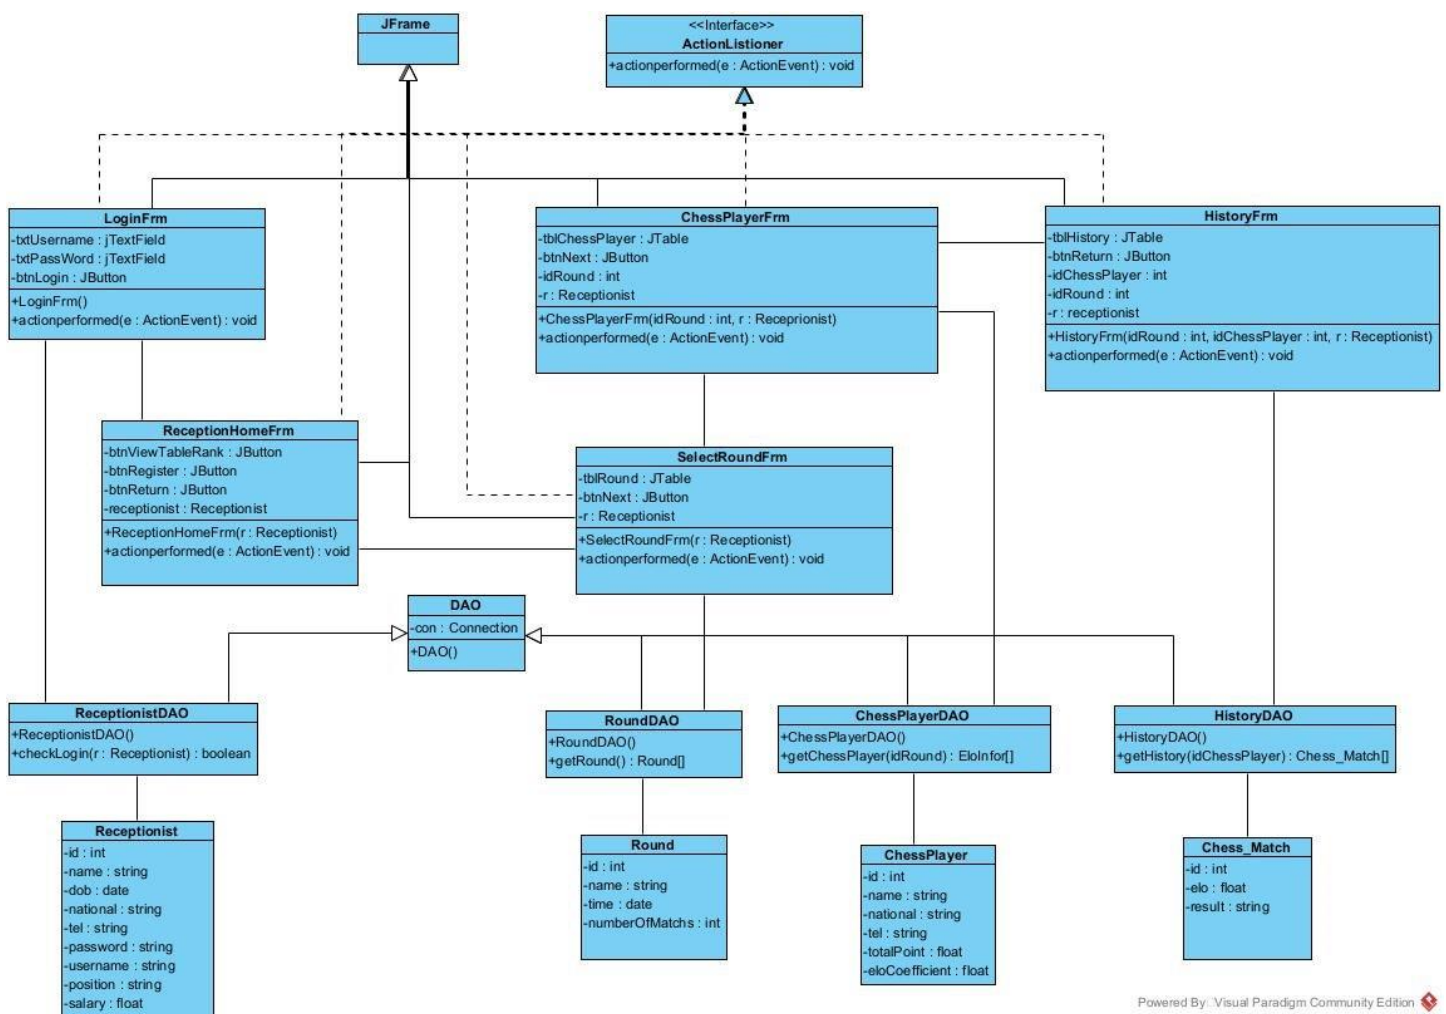 JFrame
<<Interface>>
ActionListioner
+actionperformed(e : ActionEvent) : void
LoginFrm
-txtUsername : jTextField
-txtPassWord : jTextField
-btnLogin : JButton
+LoginFrm()
+actionperformed(e : ActionEvent) : void
ChessPlayerFrm
-tblChessPlayer : JTable
-btnNext : JButton
-idRound : int
-r : Receptionist
+ChessPlayerFrm(idRound : int, r : Receprionist)
+actionperformed(e : ActionEvent) : void
HistoryFrm
-tblHistory : JTable
-btnReturn : JButton
-idChessPlayer : int
-idRound : int
-r : receptionist
+HistoryFrm(idRound : int, idChessPlayer : int, r : Receptionist)
+actionperformed(e : ActionEvent) : void
ReceptionHomeFrm
-btnViewTableRank : JButton
-btnRegister : JButton
-btnReturn : JButton
-receptionist : Receptionist
+ReceptionHomeFrm(r : Receptionist)
+actionperformed(e : ActionEvent) : void
SelectRoundFrm
-tblRound : JTable
-btnNext : JButton
-r : Receptionist
+SelectRoundFrm(r : Receptionist)
+actionperformed(e : ActionEvent) : void
DAO
-con : Connection
+DAO()
ReceptionistDAO
+ReceptionistDAO()
+checkLogin(r : Receptionist) : boolean
RoundDAO
+RoundDAO()
+getRound() : Round[]
ChessPlayerDAO
+ChessPlayerDAO()
+getChessPlayer(idRound) : EloInfor[]
HistoryDAO
+HistoryDAO()
+getHistory(idChessPlayer) : Chess_Match[]
Receptionist
-id : int
-name : string
-dob : date
-national : string
-tel : string
-password : string
-username : string
-position : string
-salary : float
Round
-id : int
-name : string
-time : date
-numberOfMatchs : int
ChessPlayer
-id : int
-name : string
-national : string
-tel : string
-totalPoint : float
-eloCoefficient : float
Chess_Match
-id : int
-elo : float
-result : string
Powered By: Visual Paradigm Community Edition